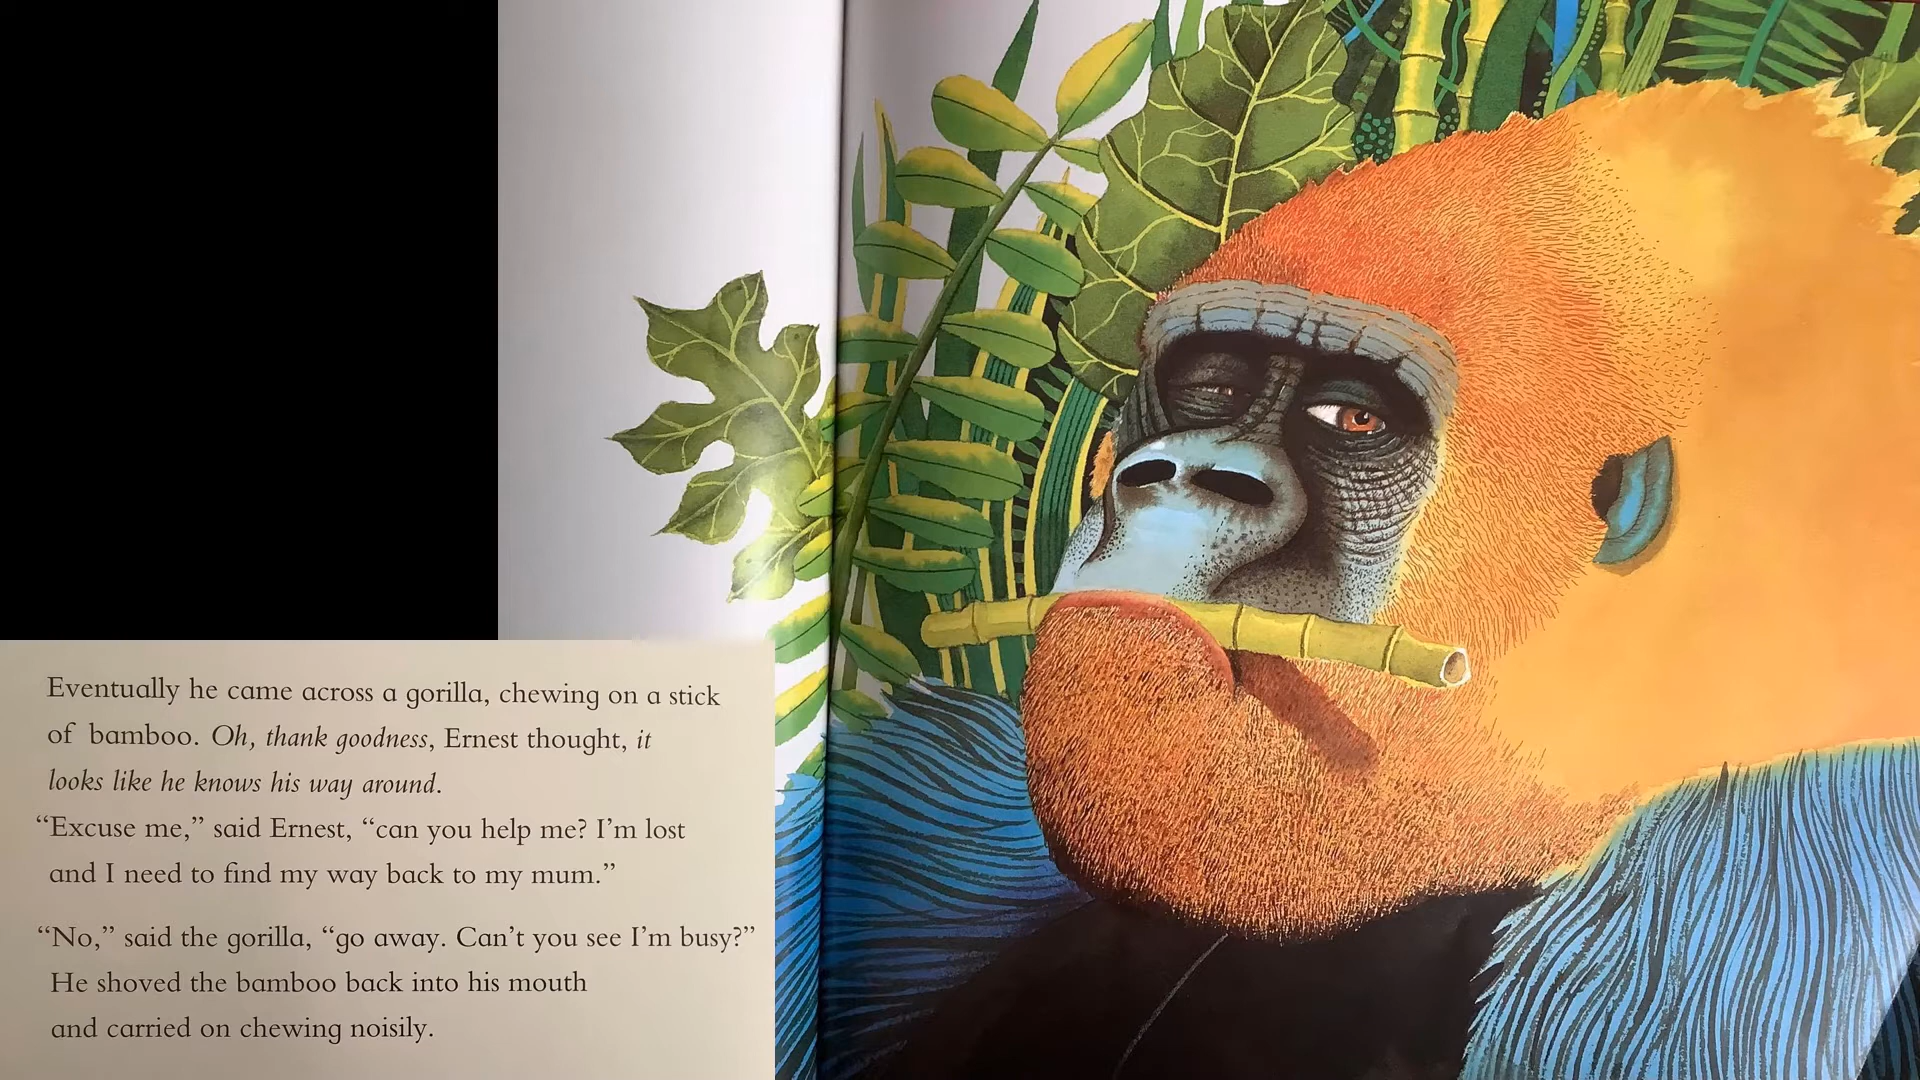 Eventually he came across a gorilla, chewing on a stick
of bamboo. Oh, thank goodness, Ernest thought, it
looks like he knows his way around.
“Excuse me,” said Ernest, “can you help me? I’m lost
and I need to find my way back to my mum.”
“No,” said the gorilla, “go away. Can’t you see I’m busy?”
He shoved the bamboo back into his mouth
and carried on chewing noisily.